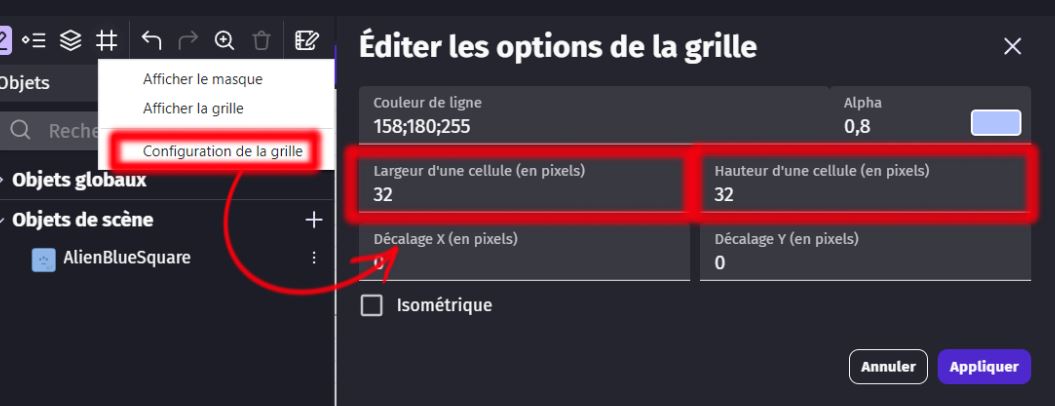 Éditer les options de la grille
Objets
Afficher le masque
Afficher la grille
Reche
Configuration de la grille
Objets globaux
Objets de scène
AlienBlueSquare
Couleur de ligne
158;180;255
Alpha
0,8
Largeur d'une cellule (en pixels)
32
Hauteur d'une cellule (en pixels)
32
Décalage X (en pixels)
0
Décalage Y (en pixels)
0
Isométrique
Annuler
Appliquer